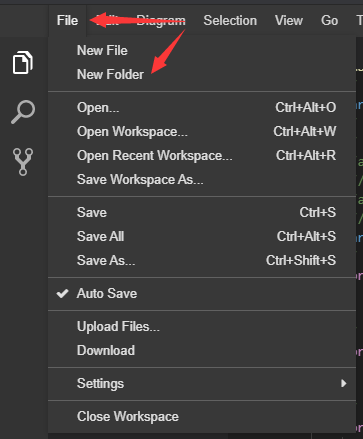 File Edit Diagram Selection View Go T
New File
New Folder
Open... Ctrl+Alt+O
Open Workspace... Ctrl+Alt+W
Open Recent Workspace... Ctrl+Alt+R
Save Workspace As...
Save Ctrl+S
Save All Ctrl+Alt+S
Save As... Ctrl+Shift+S
Auto Save
Upload Files...
Download
Settings
Close Workspace